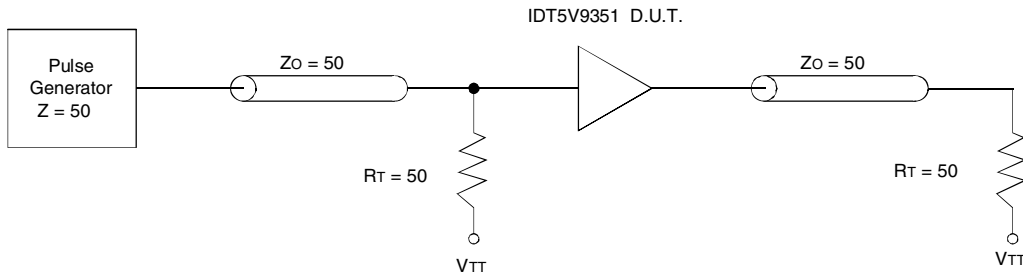 IDT5V9351 D.U.T.
Pulse
Generator
Z = 50
ZO = 50
ZO = 50
RT = 50
RT = 50
VTT
VTT